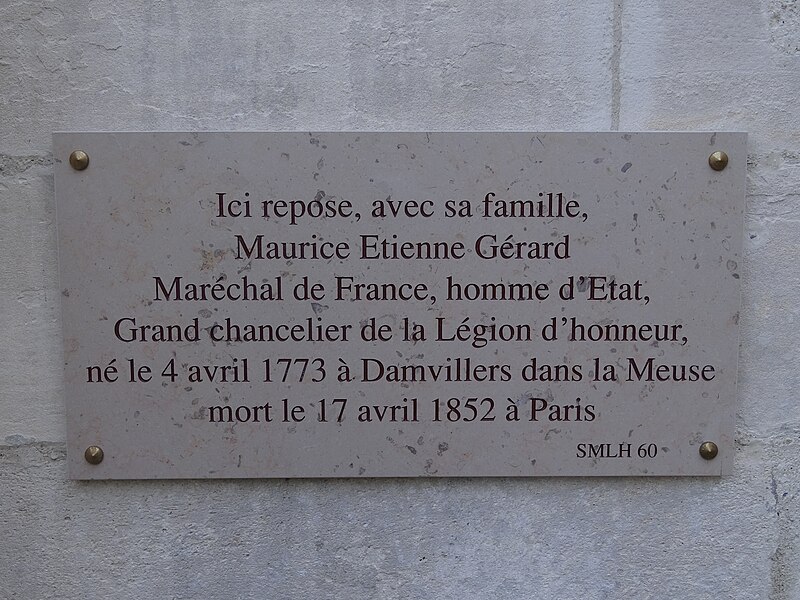 Ici repose, avec sa famille,
Maurice Etienne Gérard
Maréchal de France, homme d'Etat,
Grand chancelier de la Légion d'honneur,
né le 4 avril 1773 à Damvillers dans la Meuse
mort le 17 avril 1852 à Paris
SMLH 60